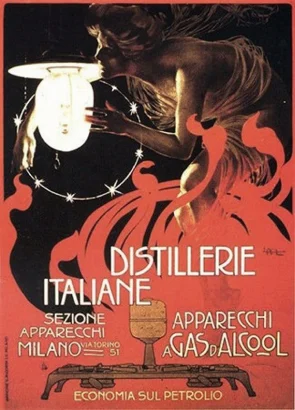 DISTILLERIE
ITALIANE
SEZIONE
APPARECCHI
MILANO VIA TORINO 51
APPARECCHI
A GAS D'ALCOOL
ECONOMIA SUL PETROLIO